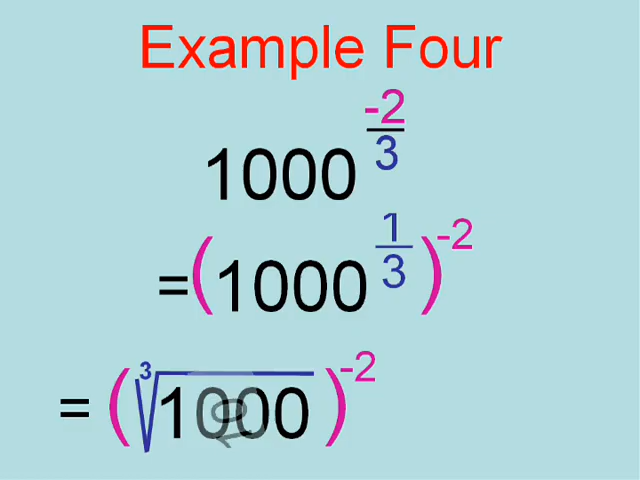 Example Four
1000^(-2/3)
=(1000^(1/3))^-2
= (∛1000)^-2